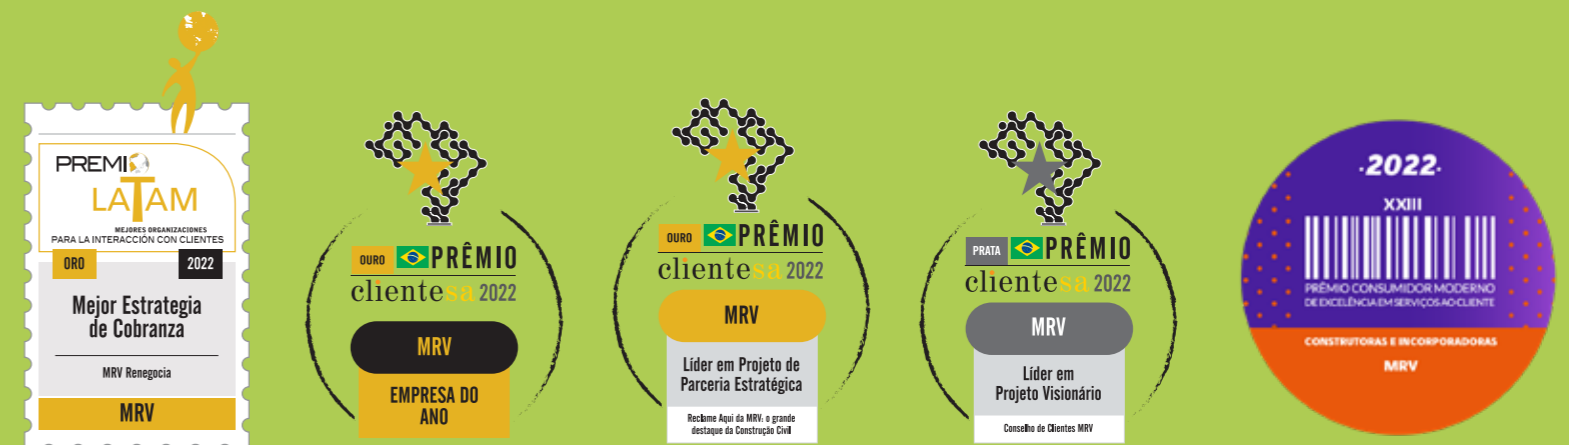 PREMIO
LATAM
MEJORES ORGANIZACIONES
PARA LA INTERACCIÓN CON CLIENTES
ORO 2022
Mejor Estrategia
de Cobranza
MRV Renegocia
MRV
OURO PRÊMIO
clientesa 2022
MRV
EMPRESA DO
ANO
OURO PRÊMIO
clientesa 2022
MRV
Líder em Projeto de
Parceria Estratégica
Reclame Aqui da MRV: o grande
destaque da Construção Civil
PRATA PRÊMIO
clientesa 2022
MRV
Líder em
Projeto Visionário
Conselho de Clientes MRV
·2022·
XXIII
PRÊMIO CONSUMIDOR MODERNO
DE EXCELÊNCIA EM SERVIÇOS AO CLIENTE
CONSTRUTORAS E INCORPORADORAS
MRV